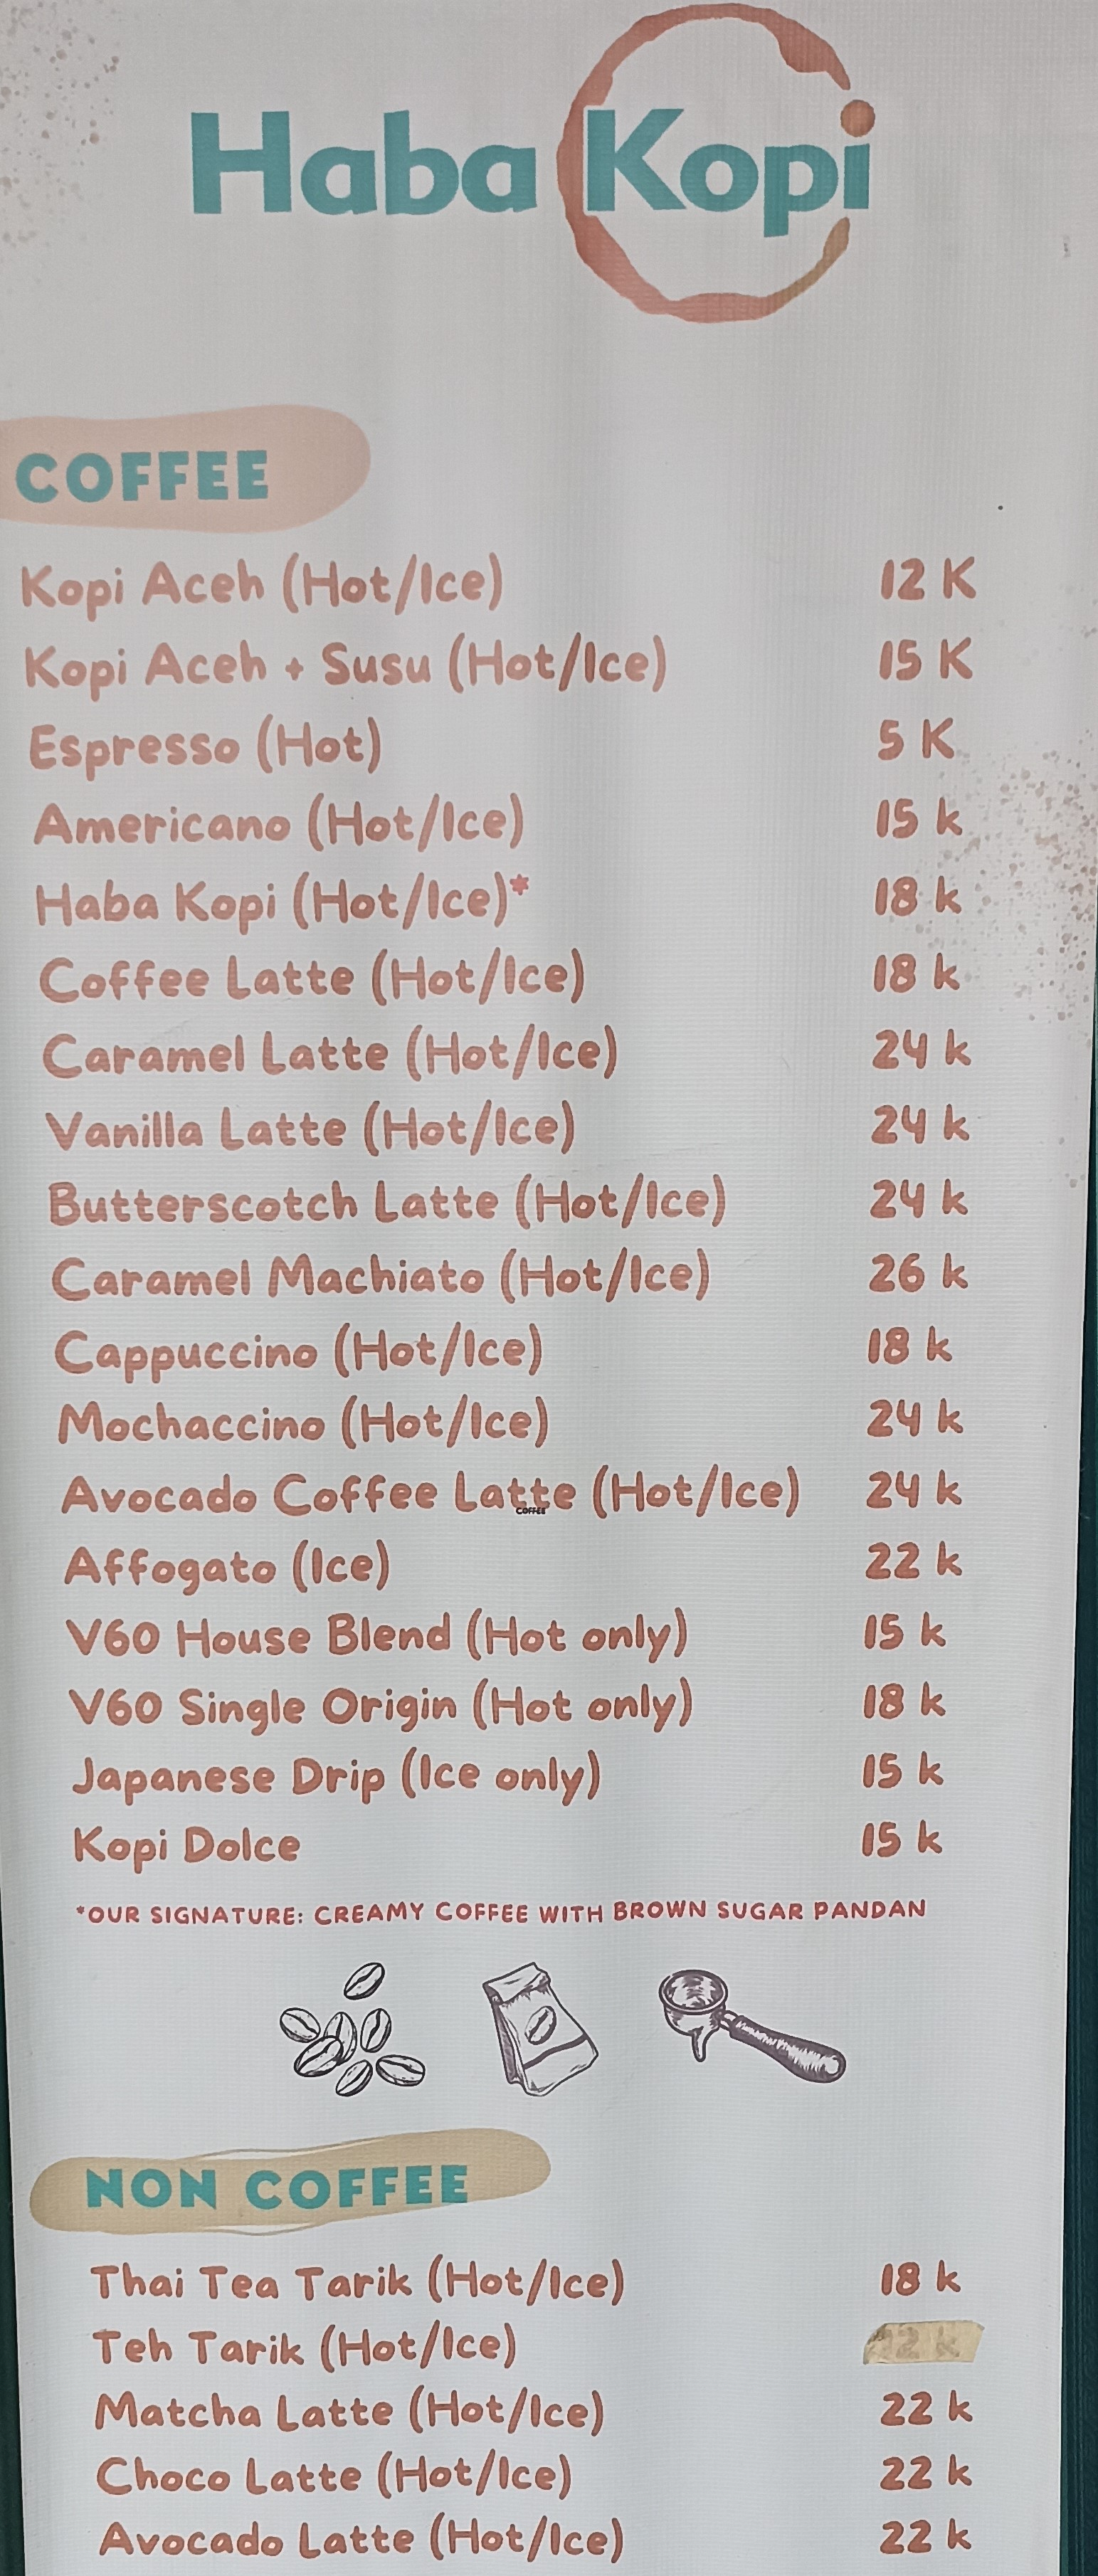 Haba Kopi
COFFEE
Kopi Aceh (Hot/Ice) 12 K
Kopi Aceh + Susu (Hot/Ice) 15 K
Espresso (Hot) 5 K
Americano (Hot/Ice) 15 k
Haba Kopi (Hot/Ice)* 18 k
Coffee Latte (Hot/Ice) 18 k
Caramel Latte (Hot/Ice) 24 k
Vanilla Latte (Hot/Ice) 24 k
Butterscotch Latte (Hot/Ice) 24 k
Caramel Machiato (Hot/Ice) 26 k
Cappuccino (Hot/Ice) 18 k
Mochaccino (Hot/Ice) 24 k
Avocado Coffee Latte (Hot/Ice) 24 k
COFFEE
Affogato (Ice) 22 k
V60 House Blend (Hot only) 15 k
V60 Single Origin (Hot only) 18 k
Japanese Drip (Ice only) 15 k
Kopi Dolce 15 k
*OUR SIGNATURE: CREAMY COFFEE WITH BROWN SUGAR PANDAN
NON COFFEE
Thai Tea Tarik (Hot/Ice) 18 k
Teh Tarik (Hot/Ice)
Matcha Latte (Hot/Ice) 22 k
Choco Latte (Hot/Ice) 22 k
Avocado Latte (Hot/Ice) 22 k